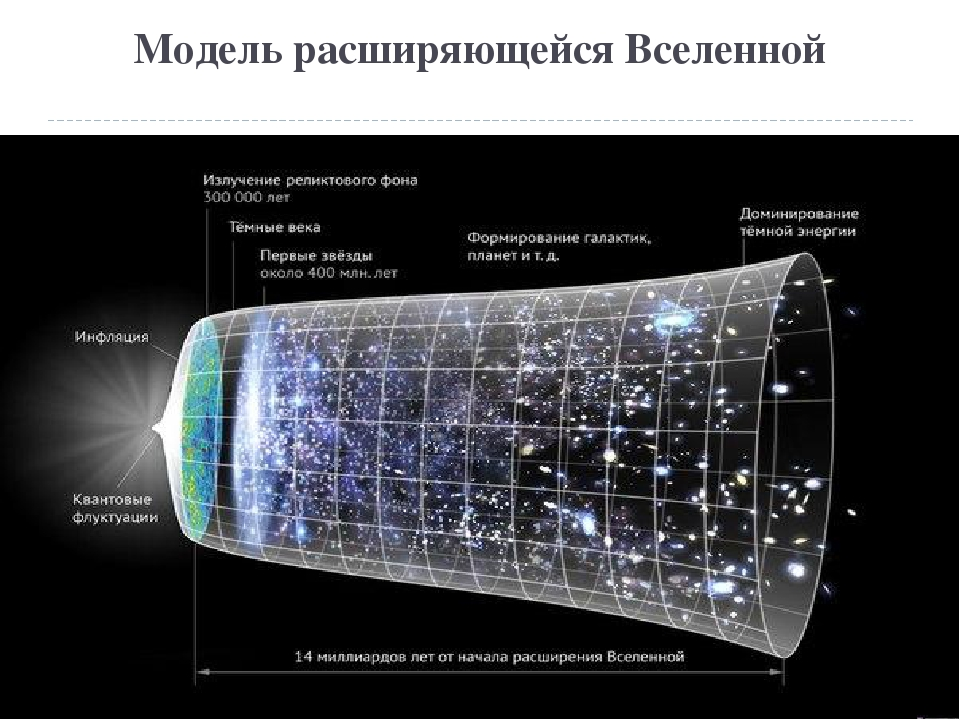 Модель расширяющейся Вселенной
Излучение реликтового фона
300 000 лет
Тёмные века
Первые звёзды
около 400 млн. лет
Формирование галактик,
планет и т. д.
Доминирование
тёмной энергии
Инфляция
Квантовые
флуктуации
14 миллиардов лет от начала расширения Вселенной